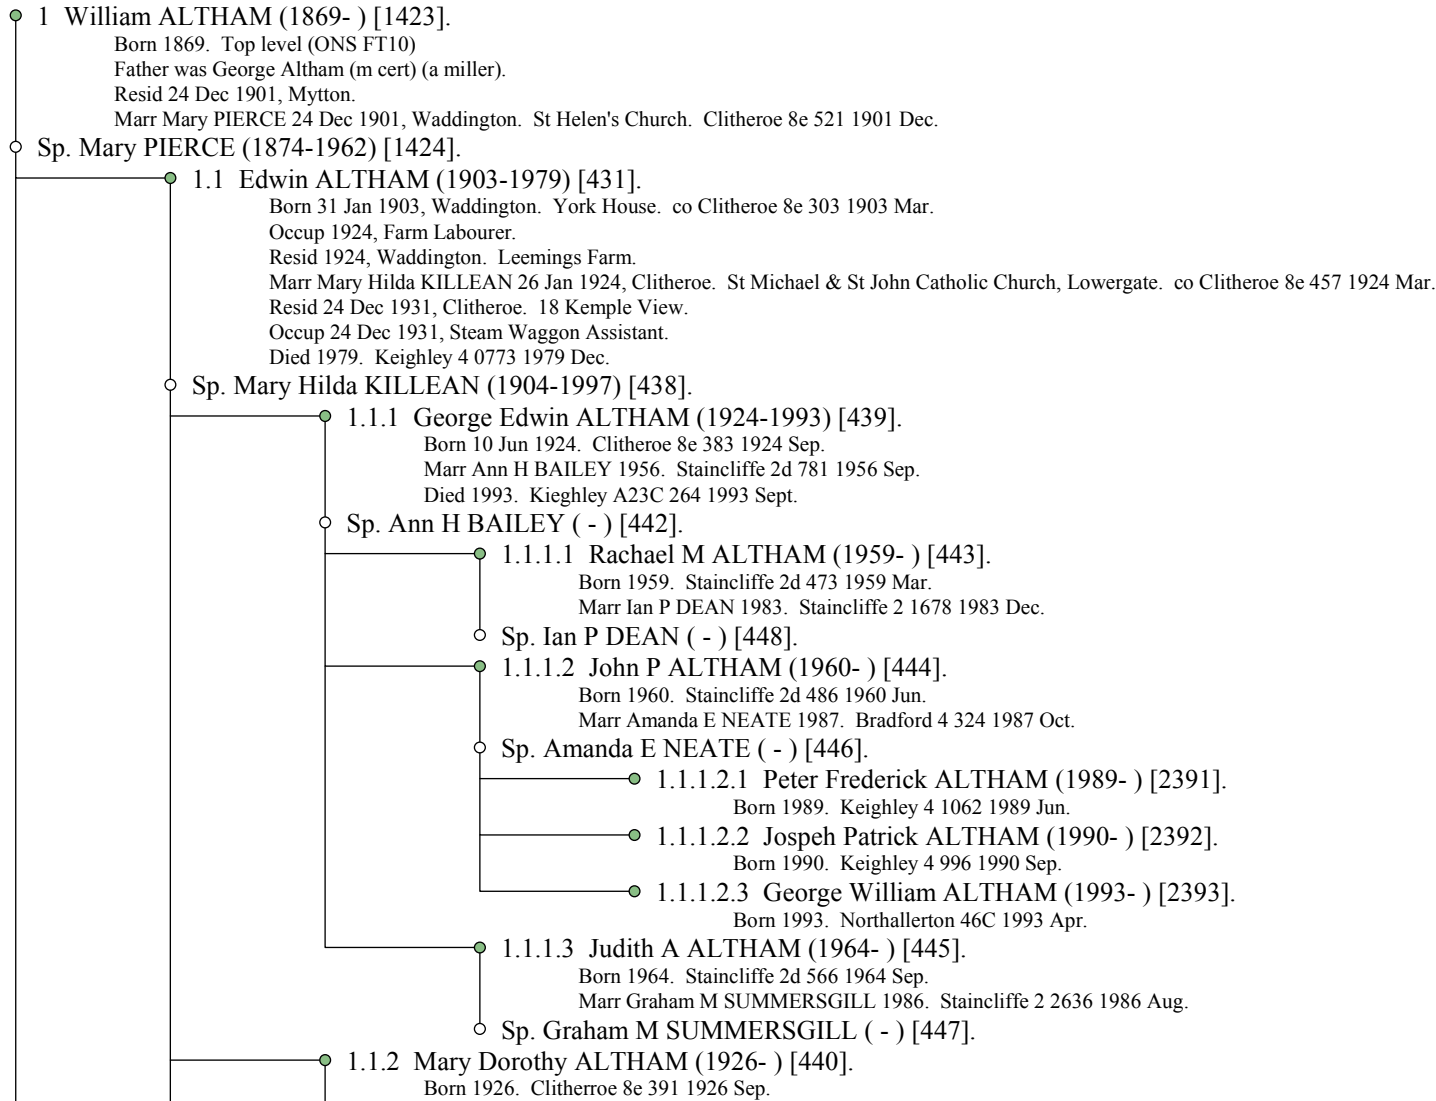 1 William ALTHAM (1869- ) [1423].
Born 1869. Top level (ONS FT10)
Father was George Altham (m cert) (a miller).
Resid 24 Dec 1901, Mytton.
Marr Mary PIERCE 24 Dec 1901, Waddington. St Helen's Church. Clitheroe 8e 521 1901 Dec.
Sp. Mary PIERCE (1874-1962) [1424].
1.1 Edwin ALTHAM (1903-1979) [431].
Born 31 Jan 1903, Waddington. York House. co Clitheroe 8e 303 1903 Mar.
Occup 1924, Farm Labourer.
Resid 1924, Waddington. Leemings Farm.
Marr Mary Hilda KILLEAN 26 Jan 1924, Clitheroe. St Michael & St John Catholic Church, Lowergate. co Clitheroe 8e 457 1924 Mar.
Resid 24 Dec 1931, Clitheroe. 18 Kemple View.
Occup 24 Dec 1931, Steam Waggon Assistant.
Died 1979. Keighley 4 0773 1979 Dec.
Sp. Mary Hilda KILLEAN (1904-1997) [438].
1.1.1 George Edwin ALTHAM (1924-1993) [439].
Born 10 Jun 1924. Clitheroe 8e 383 1924 Sep.
Marr Ann H BAILEY 1956. Staincliffe 2d 781 1956 Sep.
Died 1993. Kieghley A23C 264 1993 Sept.
Sp. Ann H BAILEY ( - ) [442].
1.1.1.1 Rachael M ALTHAM (1959- ) [443].
Born 1959. Staincliffe 2d 473 1959 Mar.
Marr Ian P DEAN 1983. Staincliffe 2 1678 1983 Dec.
Sp. Ian P DEAN ( - ) [448].
1.1.1.2 John P ALTHAM (1960- ) [444].
Born 1960. Staincliffe 2d 486 1960 Jun.
Marr Amanda E NEATE 1987. Bradford 4 324 1987 Oct.
Sp. Amanda E NEATE ( - ) [446].
1.1.1.2.1 Peter Frederick ALTHAM (1989- ) [2391].
Born 1989. Keighley 4 1062 1989 Jun.
1.1.1.2.2 Jospeh Patrick ALTHAM (1990- ) [2392].
Born 1990. Keighley 4 996 1990 Sep.
1.1.1.2.3 George William ALTHAM (1993- ) [2393].
Born 1993. Northallerton 46C 1993 Apr.
1.1.1.3 Judith A ALTHAM (1964- ) [445].
Born 1964. Staincliffe 2d 566 1964 Sep.
Marr Graham M SUMMERSGILL 1986. Staincliffe 2 2636 1986 Aug.
Sp. Graham M SUMMERSGILL ( - ) [447].
1.1.2 Mary Dorothy ALTHAM (1926- ) [440].
Born 1926. Clitherroe 8e 391 1926 Sep.